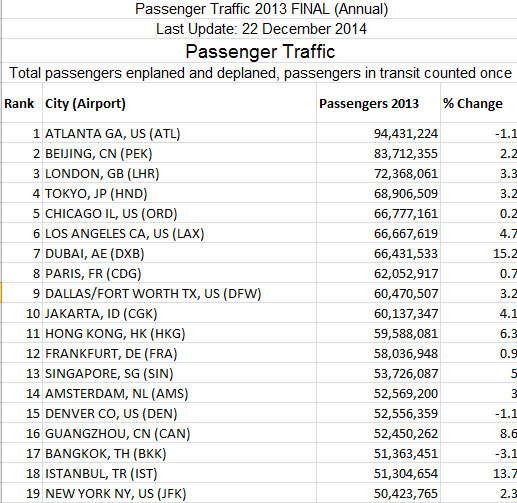 Passenger Traffic 2013 FINAL (Annual)
Last Update: 22 December 2014
Passenger Traffic
Total passengers enplaned and deplaned, passengers in transit counted once
Rank City (Airport) Passengers 2013 % Change
1 ATLANTA GA, US (ATL) 94,431,224 -1.1
2 BEIJING, CN (PEK) 83,712,355 2.2
3 LONDON, GB (LHR) 72,368,061 3.3
4 TOKYO, JP (HND) 68,906,509 3.2
5 CHICAGO IL, US (ORD) 66,777,161 0.2
6 LOS ANGELES CA, US (LAX) 66,667,619 4.7
7 DUBAI, AE (DXB) 66,431,533 15.2
8 PARIS, FR (CDG) 62,052,917 0.7
9 DALLAS/FORT WORTH TX, US (DFW) 60,470,507 3.2
10 JAKARTA, ID (CGK) 60,137,347 4.1
11 HONG KONG, HK (HKG) 59,588,081 6.3
12 FRANKFURT, DE (FRA) 58,036,948 0.9
13 SINGAPORE, SG (SIN) 53,726,087 5
14 AMSTERDAM, NL (AMS) 52,569,200 3
15 DENVER CO, US (DEN) 52,556,359 -1.1
16 GUANGZHOU, CN (CAN) 52,450,262 8.6
17 BANGKOK, TH (BKK) 51,363,451 -3.1
18 ISTANBUL, TR (IST) 51,304,654 13.7
19 NEW YORK NY, US (JFK) 50,423,765 2.3